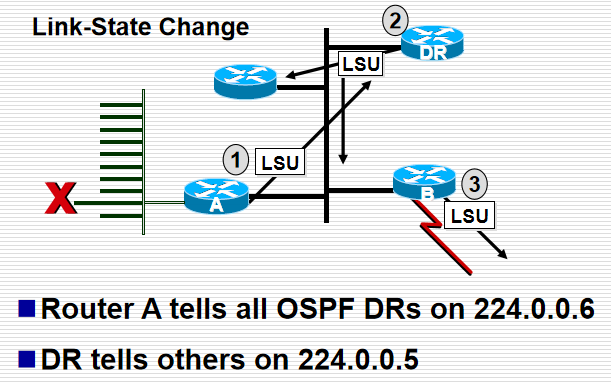 Link-State Change
2
DR
LSU
1
LSU
A
B
3
LSU
X
Router A tells all OSPF DRs on 224.0.0.6
DR tells others on 224.0.0.5